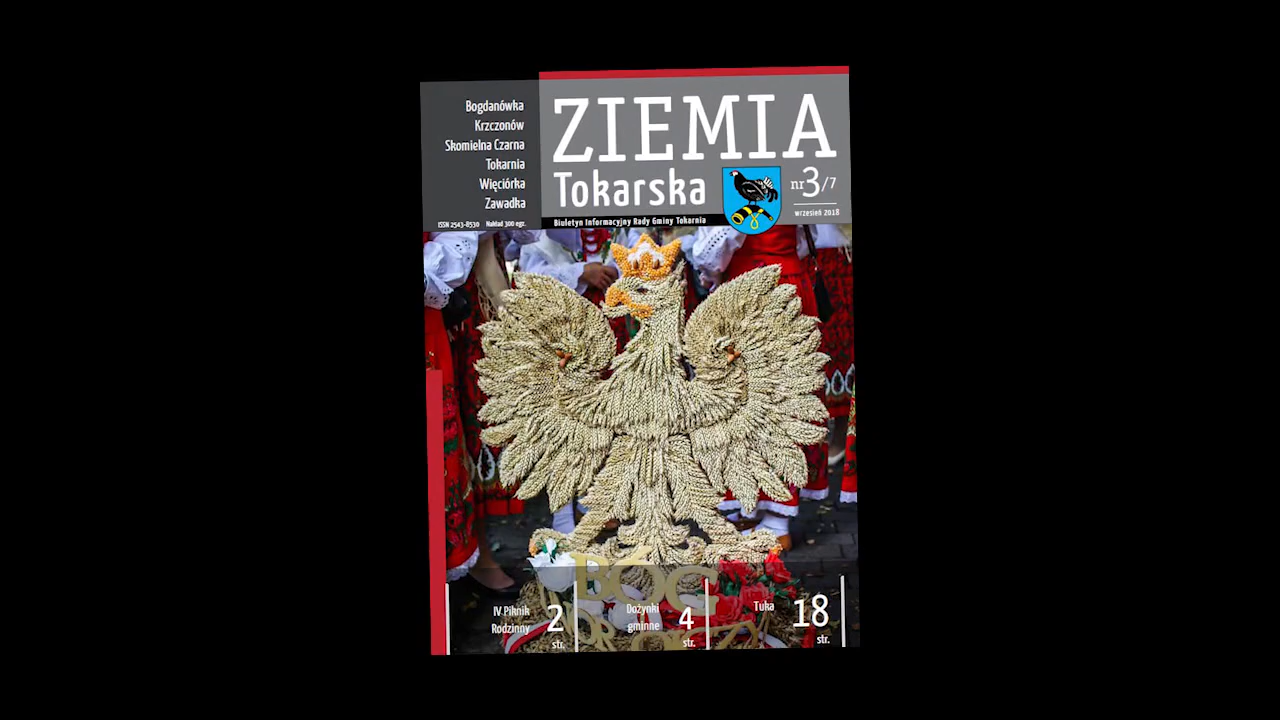 Bogdanówka
Krzczonów
Skomielna Czarna
Tokarnia
Więciórka
Zawadka
ISSN 2543-8530 Nakład 300 egz.
ZIEMIA
Tokarska
nr3/7
wrzesień 2018
Biuletyn Informacyjny Rady Gminy Tokarnia
BÓG
IV Piknik
Rodzinny
2
str.
Dożynki
gminne
4
str.
Tuka
18
str.